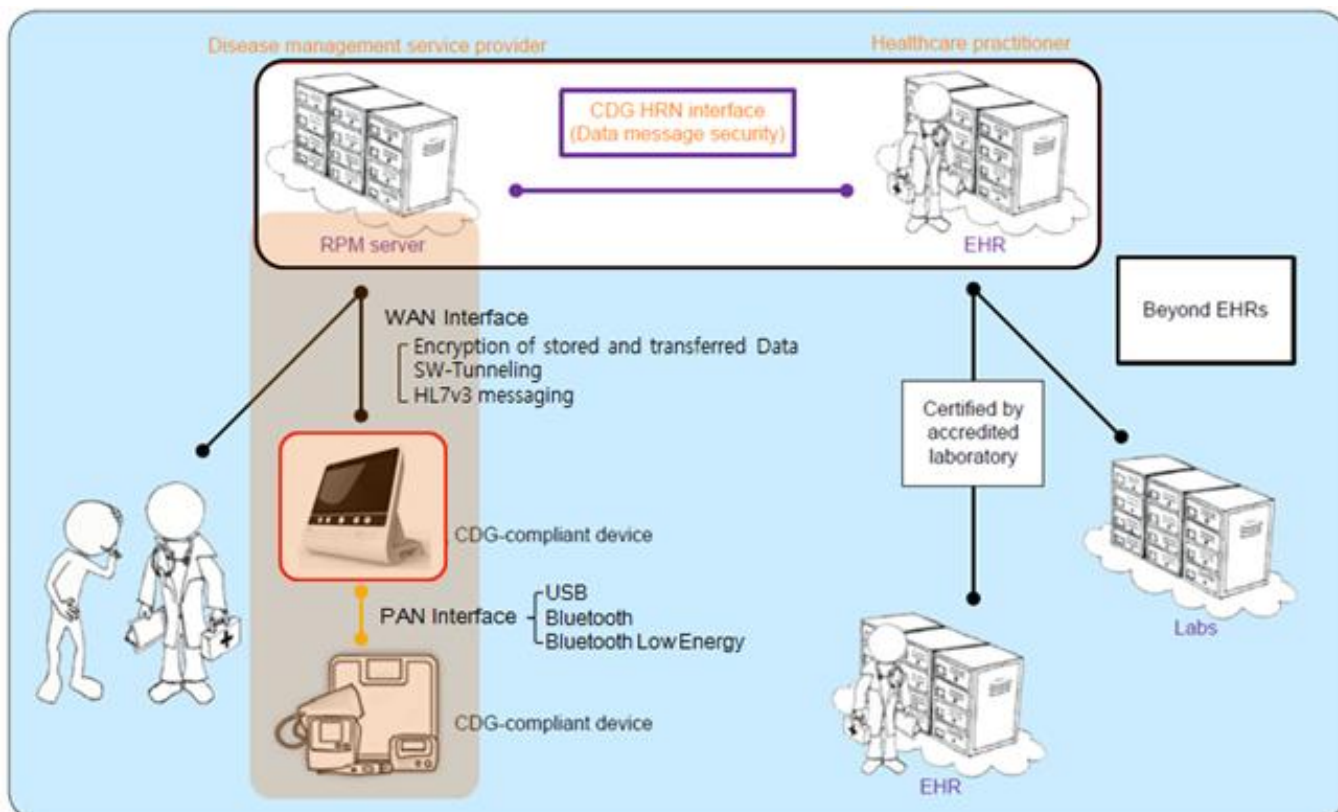 Disease management service provider
Healthcare practitioner
CDG HRN interface
(Data message security)
RPM server
EHR
WAN Interface
Encryption of stored and transferred Data
SW-Tunneling
HL7v3 messaging
Beyond EHRs
Certified by
accredited
laboratory
CDG-compliant device
PAN Interface
USB
Bluetooth
Bluetooth Low Energy
Labs
CDG-compliant device
EHR